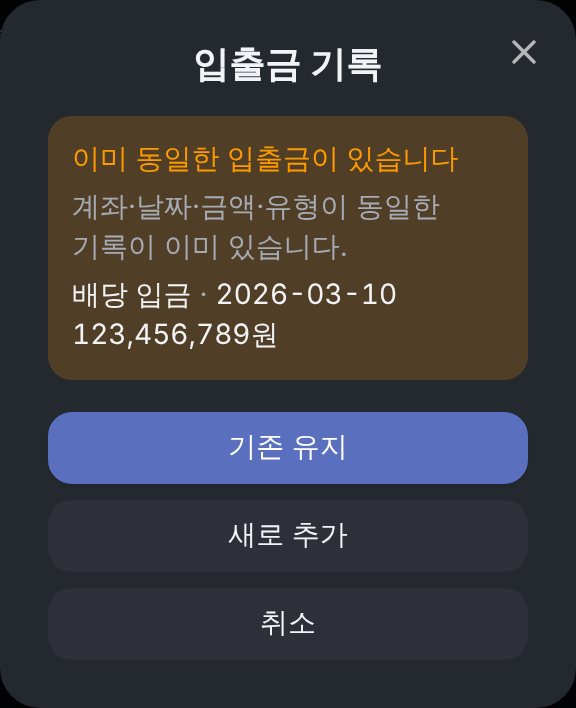 입출금 기록
이미 동일한 입출금이 있습니다
계좌·날짜·금액·유형이 동일한
기록이 이미 있습니다.
배당 입금 · 2026-03-10
123,456,789원
기존 유지
새로 추가
취소